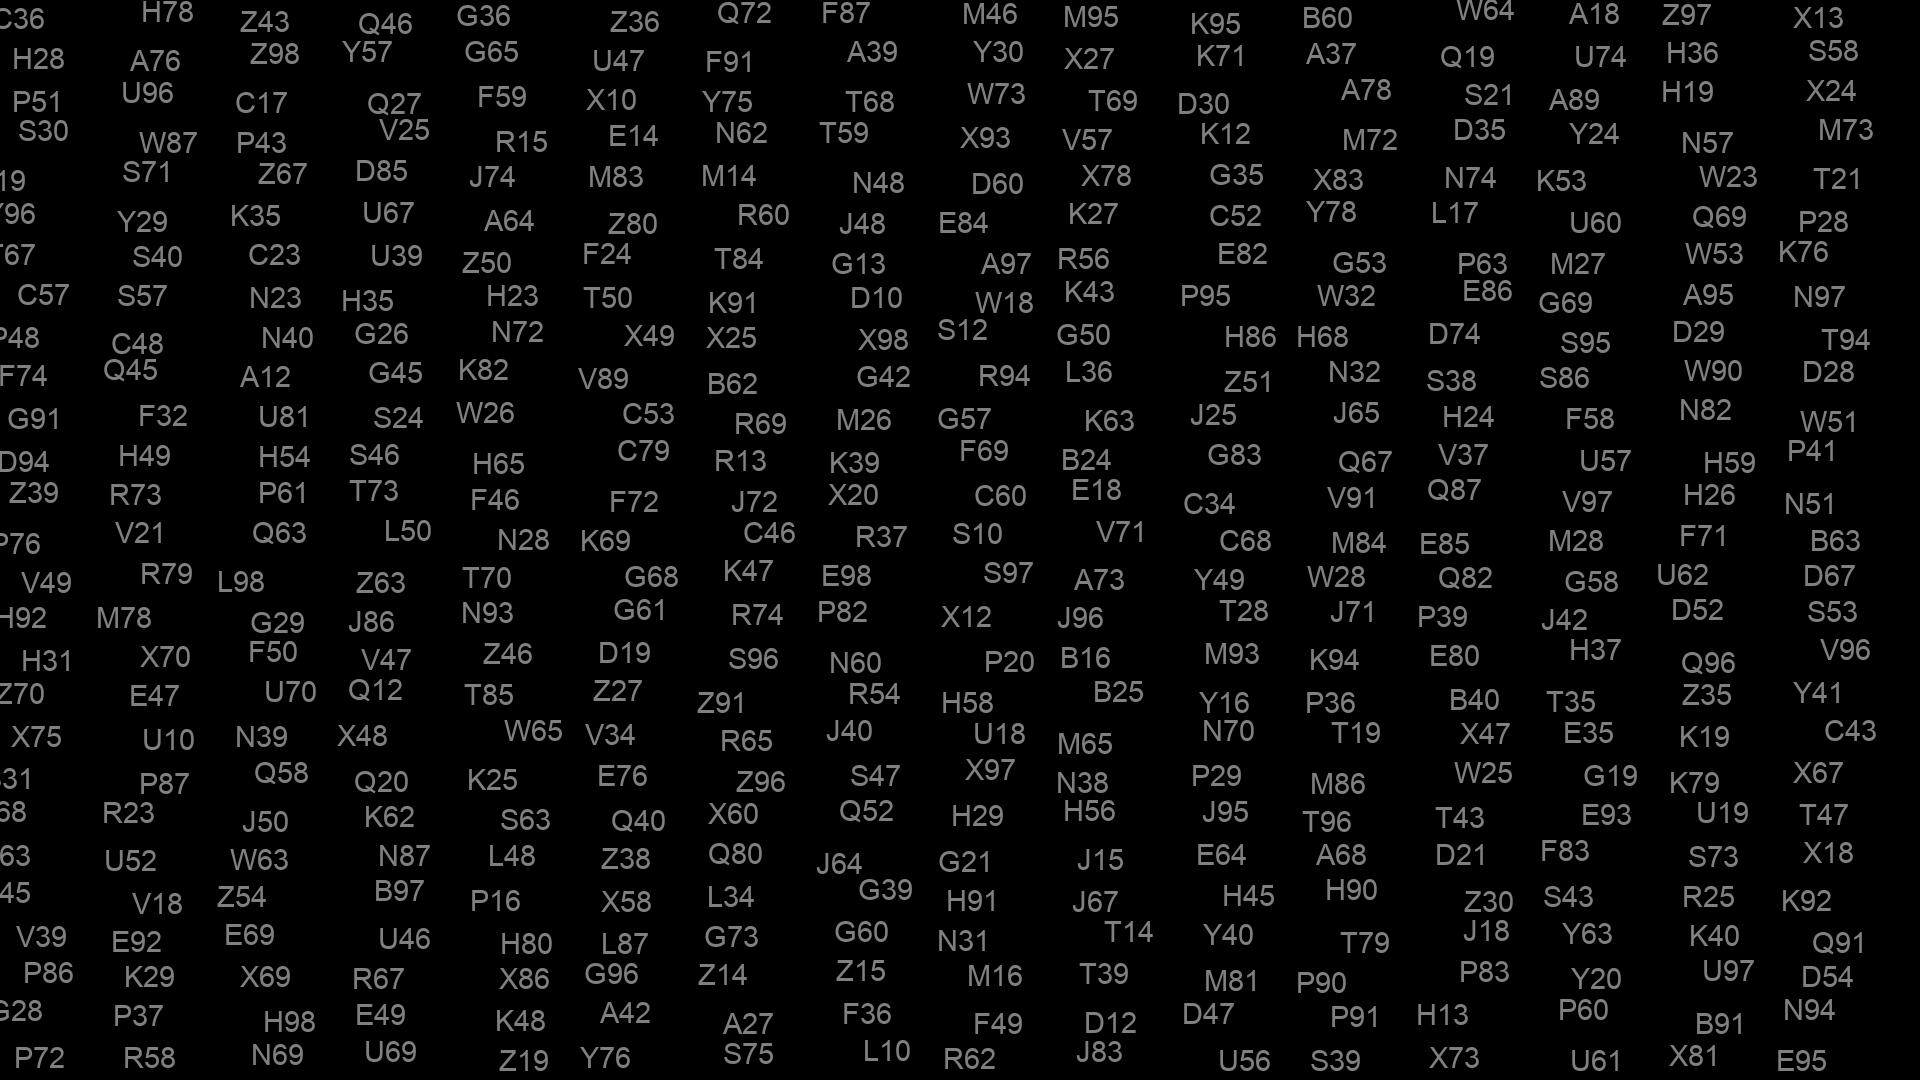 C36 H78 Z43 Q46 G36 Z36 Q72 F87 M46 M95 K95 B60 W64 A18 Z97 X13
H28 A76 Z98 Y57 G65 U47 F91 A39 Y30 X27 K71 A37 Q19 U74 H36 S58
P51 U96 C17 Q27 F59 X10 Y75 T68 W73 T69 D30 A78 S21 A89 H19 X24
S30 W87 P43 V25 R15 E14 N62 T59 X93 V57 K12 M72 D35 Y24 N57 M73
19 S71 Z67 D85 J74 M83 M14 N48 D60 X78 G35 X83 N74 K53 W23 T21
Y96 Y29 K35 U67 A64 Z80 R60 J48 E84 K27 C52 Y78 L17 U60 Q69 P28
T67 S40 C23 U39 Z50 F24 T84 G13 A97 R56 E82 G53 P63 M27 W53 K76
C57 S57 N23 H35 H23 T50 K91 D10 W18 K43 P95 W32 E86 G69 A95 N97
P48 C48 N40 G26 N72 X49 X25 X98 S12 G50 H86 H68 D74 S95 D29 T94
F74 Q45 A12 G45 K82 V89 B62 G42 R94 L36 Z51 N32 S38 S86 W90 D28
G91 F32 U81 S24 W26 C53 R69 M26 G57 K63 J25 J65 H24 F58 N82 W51
D94 H49 H54 S46 H65 C79 R13 K39 F69 B24 G83 Q67 V37 U57 H59 P41
Z39 R73 P61 T73 F46 F72 J72 X20 C60 E18 C34 V91 Q87 V97 H26 N51
P76 V21 Q63 L50 N28 K69 C46 R37 S10 V71 C68 M84 E85 M28 F71 B63
V49 R79 L98 Z63 T70 G68 K47 E98 S97 A73 Y49 W28 Q82 G58 U62 D67
H92 M78 G29 J86 N93 G61 R74 P82 X12 J96 T28 J71 P39 J42 D52 S53
H31 X70 F50 V47 Z46 D19 S96 N60 P20 B16 M93 K94 E80 H37 Q96 V96
Z70 E47 U70 Q12 T85 Z27 Z91 R54 H58 B25 Y16 P36 B40 T35 Z35 Y41
X75 U10 N39 X48 W65 V34 R65 J40 U18 M65 N70 T19 X47 E35 K19 C43
31 P87 Q58 Q20 K25 E76 Z96 S47 X97 N38 P29 M86 W25 G19 K79 X67
68 R23 J50 K62 S63 Q40 X60 Q52 H29 H56 J95 T96 T43 E93 U19 T47
63 U52 W63 N87 L48 Z38 Q80 J64 G21 J15 E64 A68 D21 F83 S73 X18
45 V18 Z54 B97 P16 X58 L34 G39 H91 J67 H45 H90 Z30 S43 R25 K92
V39 E92 E69 U46 H80 L87 G73 G60 N31 T14 Y40 T79 J18 Y63 K40 Q91
P86 K29 X69 R67 X86 G96 Z14 Z15 M16 T39 M81 P90 P83 Y20 U97 D54
G28 P37 H98 E49 K48 A42 A27 F36 F49 D12 D47 P91 H13 P60 B91 N94
P72 R58 N69 U69 Z19 Y76 S75 L10 R62 J83 U56 S39 X73 U61 X81 E95